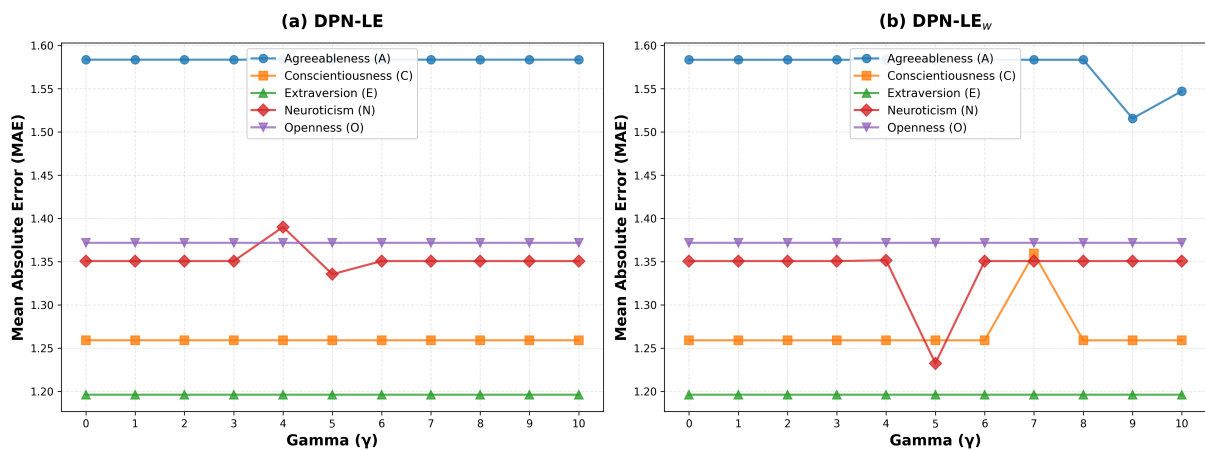 (a) DPN-LE
Mean Absolute Error (MAE)
1.60
1.55
1.50
1.45
1.40
1.35
1.30
1.25
1.20
Agreeableness (A)
Conscientiousness (C)
Extraversion (E)
Neuroticism (N)
Openness (O)
0 1 2 3 4 5 6 7 8 9 10
Gamma (γ)
(b) DPN-LEw
Mean Absolute Error (MAE)
1.60
1.55
1.50
1.45
1.40
1.35
1.30
1.25
1.20
Agreeableness (A)
Conscientiousness (C)
Extraversion (E)
Neuroticism (N)
Openness (O)
0 1 2 3 4 5 6 7 8 9 10
Gamma (γ)